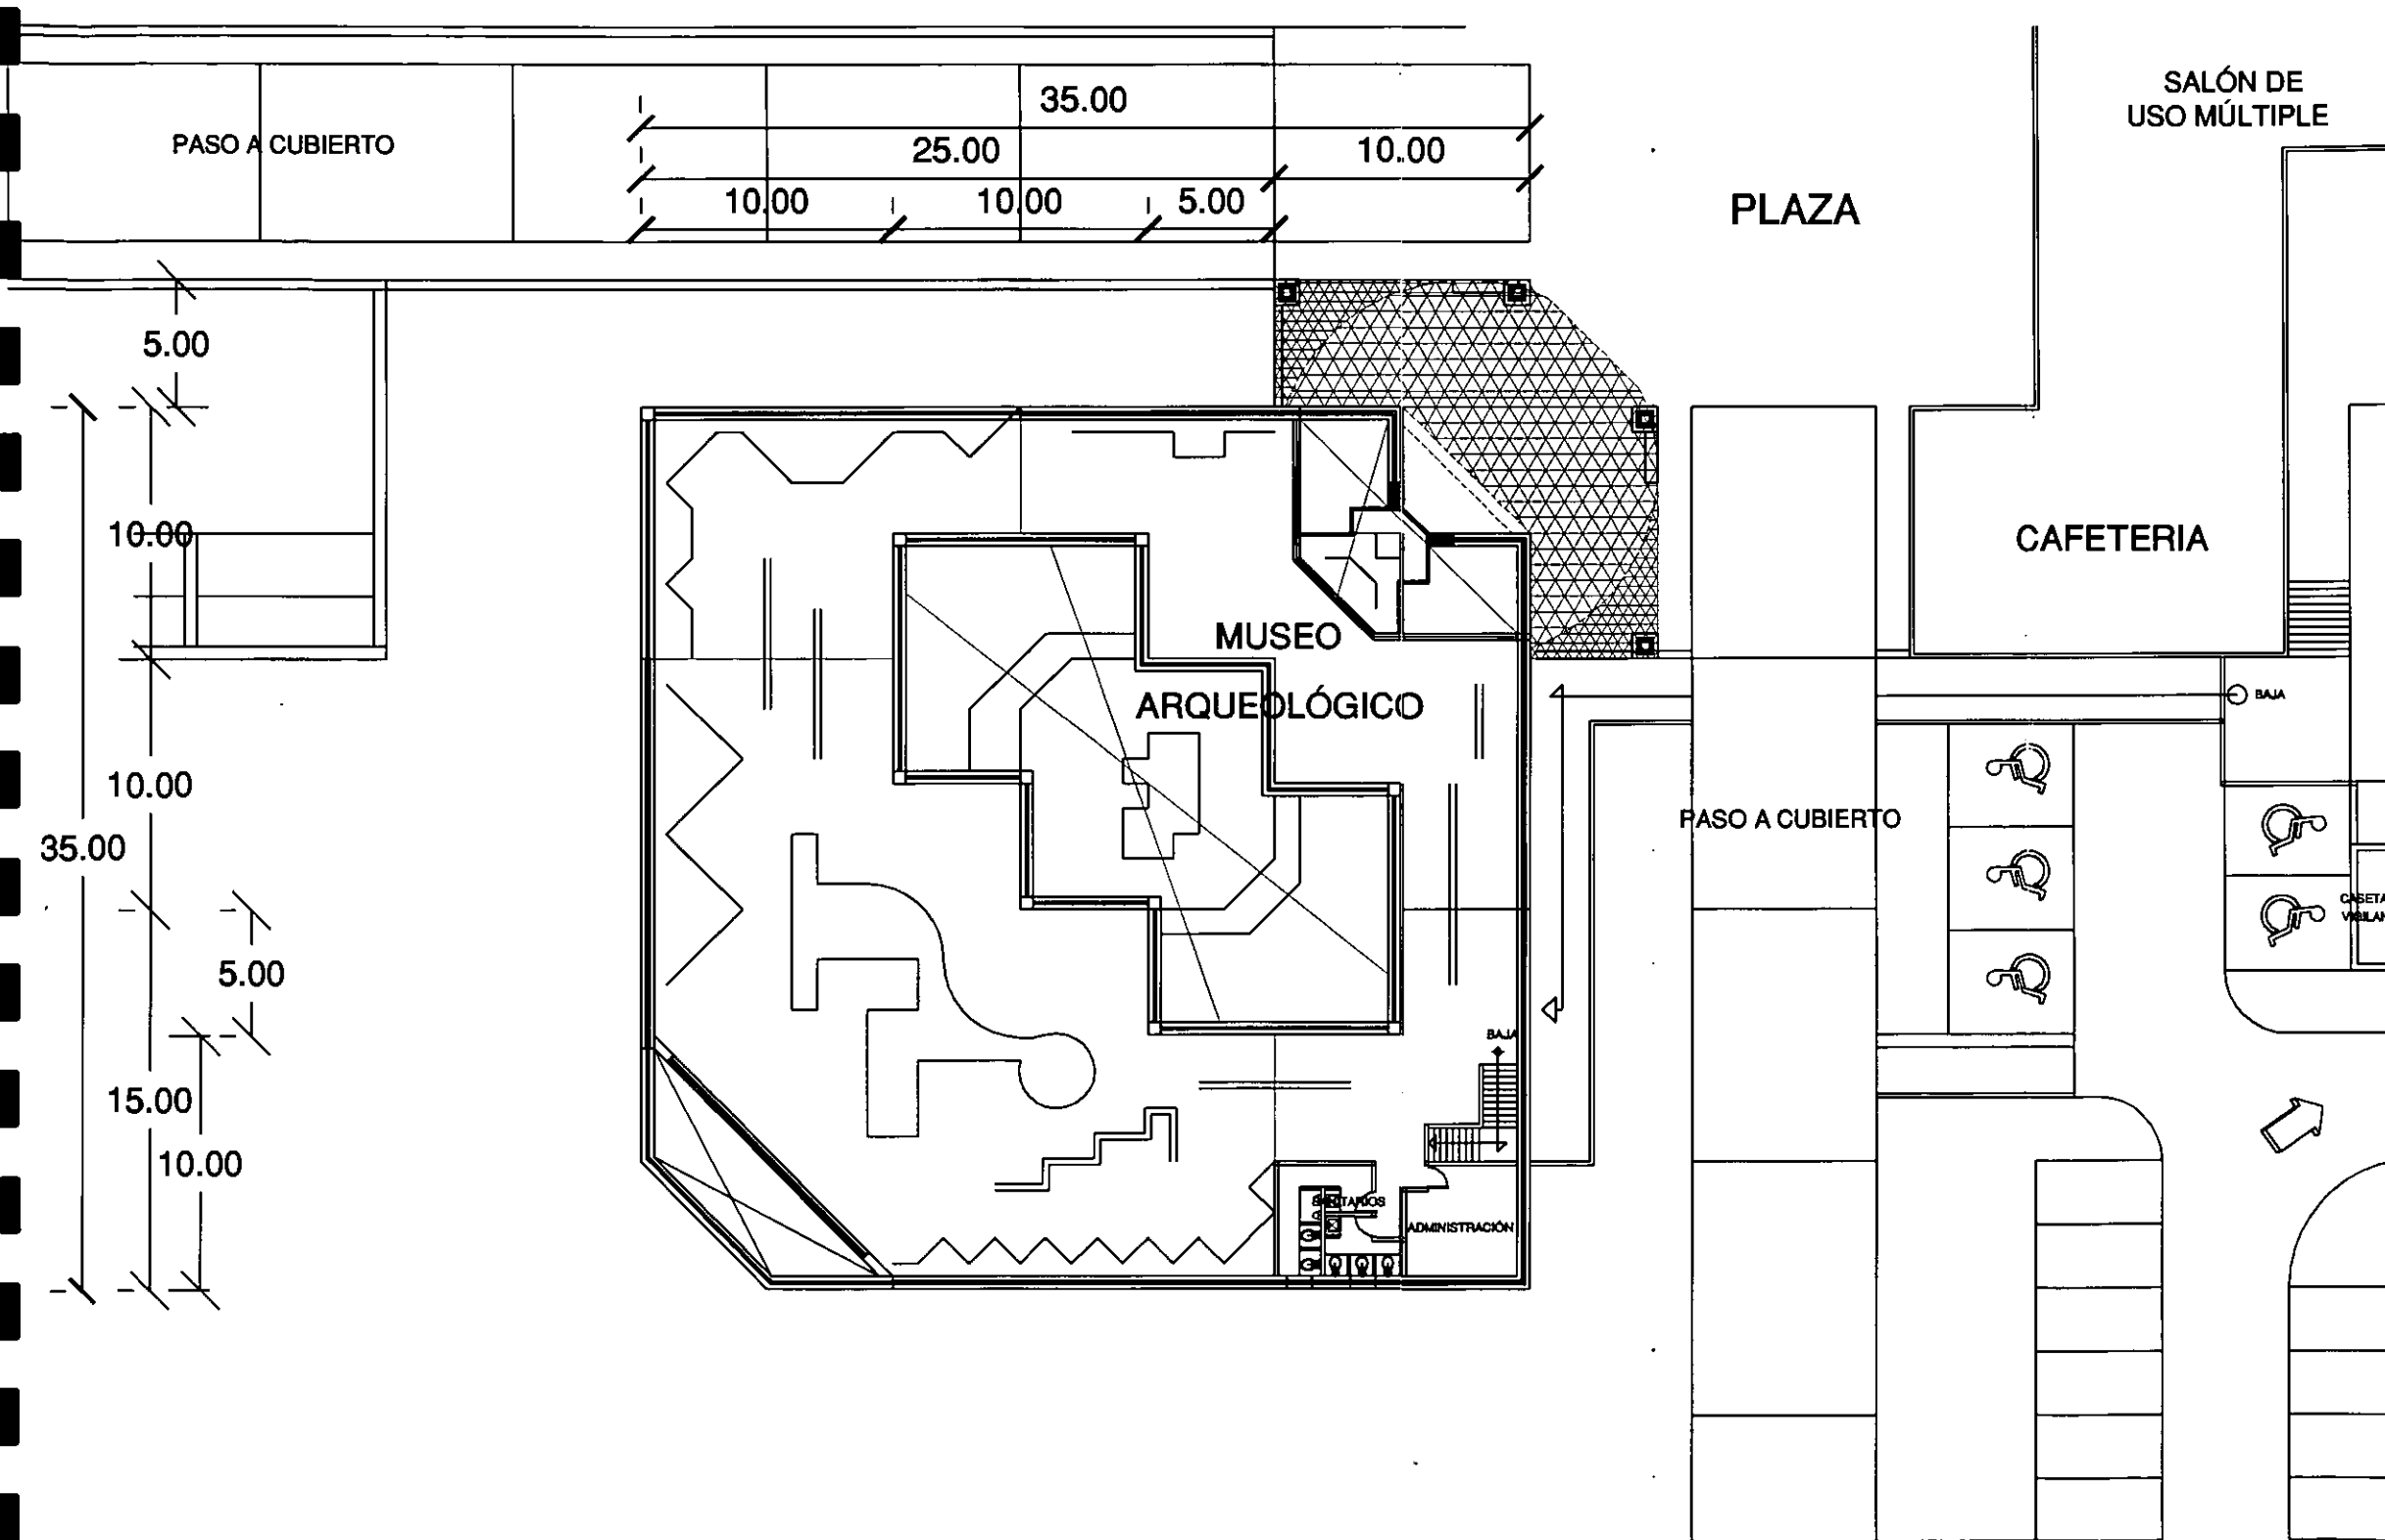 SALÓN DE
USO MÚLTIPLE
35.00
PASO A CUBIERTO
25.00
10.00
10.00
10.00
5.00
PLAZA
5.00
10.00
CAFETERIA
MUSEO
ARQUEOLÓGICO
BAJA
10.00
35.00
PASO A CUBIERTO
CASETA
5.00
BAJA
15.00
10.00
SANITARIOS
ADMINISTRACIÓN